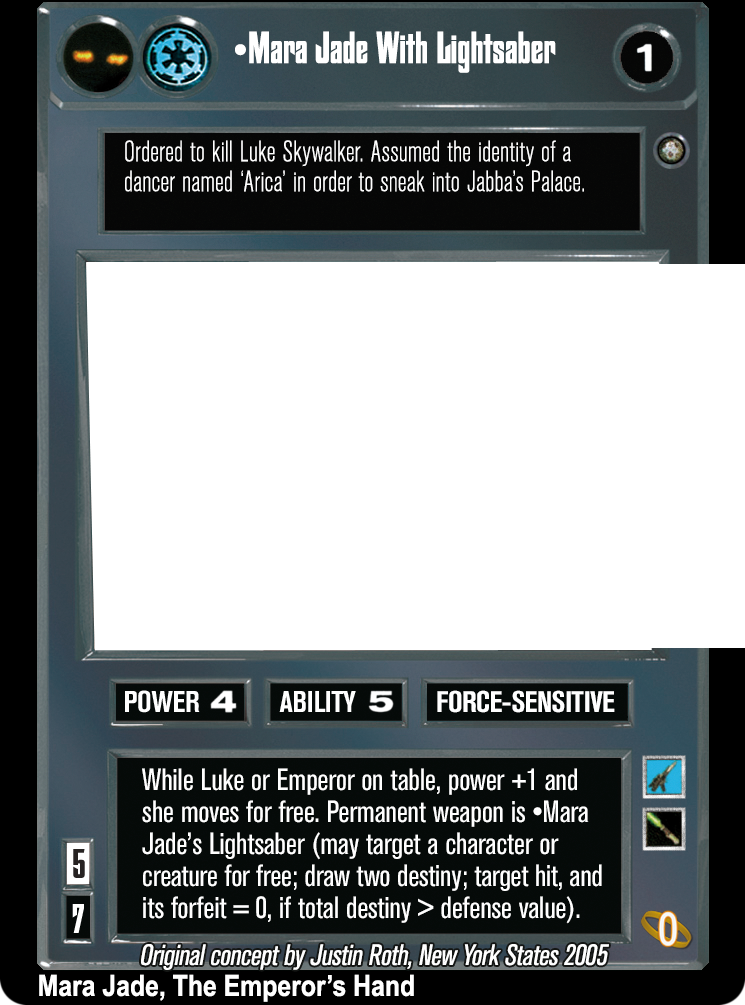 •Mara Jade With Lightsaber
1
Ordered to kill Luke Skywalker. Assumed the identity of a
dancer named ‘Arica’ in order to sneak into Jabba’s Palace.
POWER 4
ABILITY 5
FORCE-SENSITIVE
While Luke or Emperor on table, power +1 and
she moves for free. Permanent weapon is •Mara
Jade’s Lightsaber (may target a character or
creature for free; draw two destiny; target hit, and
its forfeit = 0, if total destiny > defense value).
5
7
0
Original concept by Justin Roth, New York States 2005
Mara Jade, The Emperor’s Hand